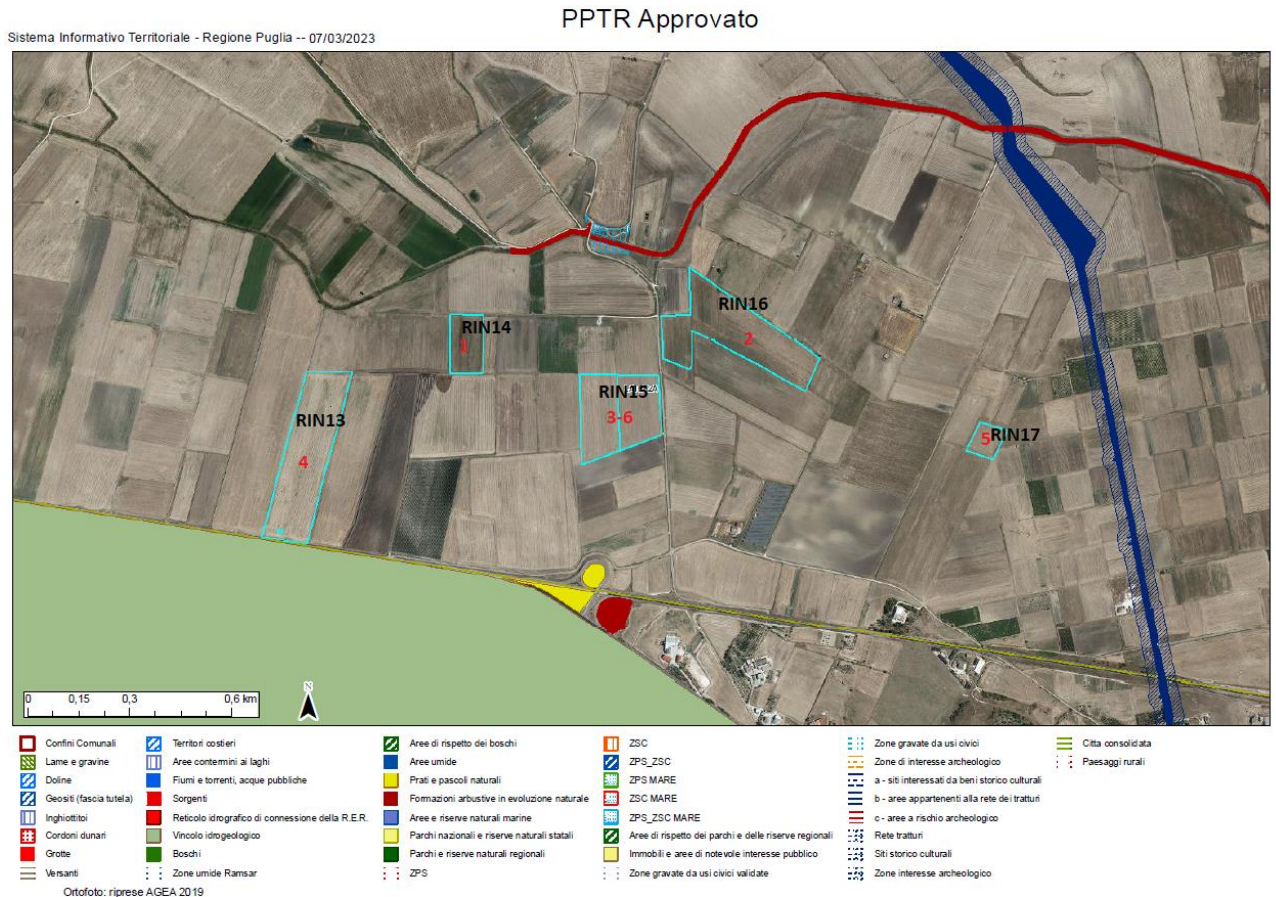 PPTR Approvato
Sistema Informativo Territoriale - Regione Puglia -- 07/03/2023
RIN16
2
RIN14
1
RIN15
3-6
RIN13
4
RIN17
5
0 0,15 0,3 0,6 km
N
Confini Comunali
Lame e gravine
Doline
Geositi (fascia tutela)
Inghiottitoi
Cordoni dunari
Grotte
Versanti
Territori costieri
Aree contermini ai laghi
Fiumi e torrenti, acque pubbliche
Sorgenti
Reticolo idrografico di connessione della R.E.R.
Vincolo idrogeologico
Boschi
Zone umide Ramsar
Aree di rispetto dei boschi
Aree umide
Prati e pascoli naturali
Formazioni arbustive in evoluzione naturale
Aree e riserve naturali marine
Parchi nazionali e riserve naturali statali
Parchi e riserve naturali regionali
ZPS
ZSC
ZPS_ZSC
ZPS MARE
ZSC MARE
ZPS_ZSC MARE
Aree di rispetto dei parchi e delle riserve regionali
Immobili e aree di notevole interesse pubblico
Zone gravate da usi civici validate
Zone gravate da usi civici
Zone di interesse archeologico
a - siti interessati da beni storico culturali
b - aree appartenenti alla rete dei tratturi
c - aree a rischio archeologico
Rete tratturi
Siti storico culturali
Zone interesse archeologico
Citta consolidata
Paesaggi rurali
Ortofoto: riprese AGEA 2019